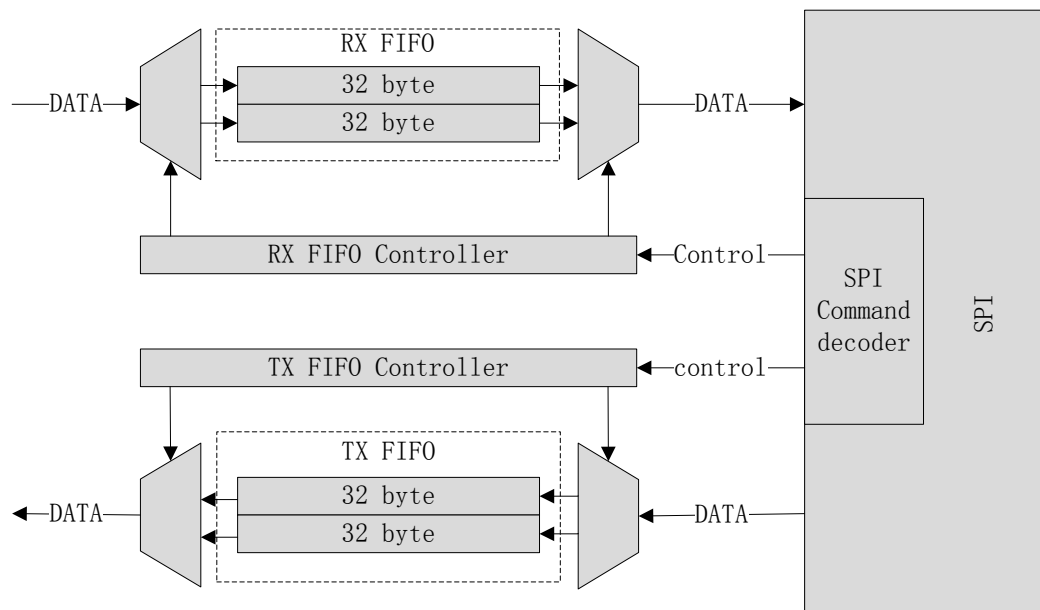 RX FIFO
32 byte
DATA
DATA
32 byte
RX FIFO Controller
Control
SPI
Command
decoder
SPI
TX FIFO Controller
control
TX FIFO
32 byte
DATA
DATA
32 byte